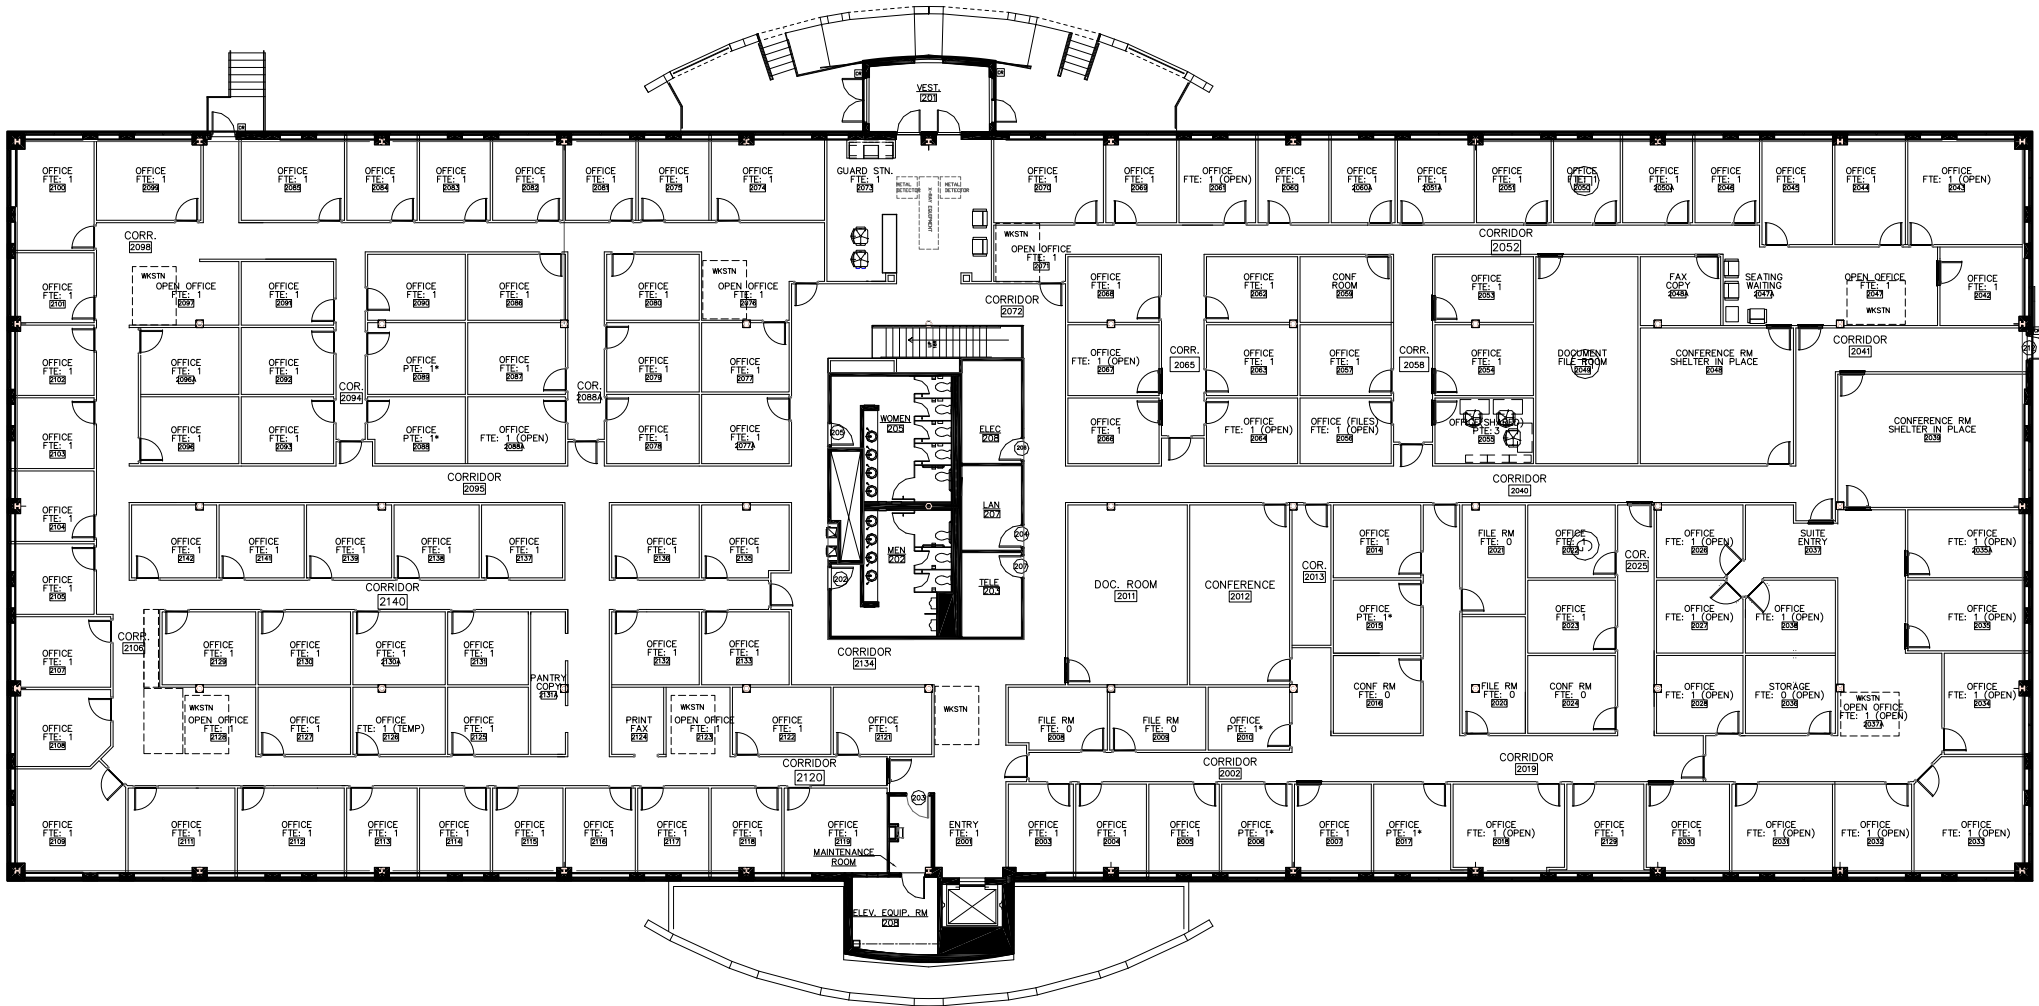 VEST.
201
OFFICE
FTE: 1
2100
OFFICE
FTE: 1
2099
OFFICE
FTE: 1
2085
OFFICE
FTE: 1
2084
OFFICE
FTE: 1
2083
OFFICE
FTE: 1
2082
OFFICE
FTE: 1
2081
OFFICE
FTE: 1
2075
OFFICE
FTE: 1
2074
GUARD STN.
FTE: 1
2073
METAL
DETECTOR
X-RAY EQUIPMENT
METAL
DETECTOR
OFFICE
FTE: 1
2070
OFFICE
FTE: 1
2069
OFFICE
FTE: 1 (OPEN)
2061
OFFICE
FTE: 1
2060
OFFICE
FTE: 1
2060A
OFFICE
FTE: 1
2051A
OFFICE
FTE: 1
2051
OFFICE
FTE: 1
2050
OFFICE
FTE: 1
2050A
OFFICE
FTE: 1
2046
OFFICE
FTE: 1
2045
OFFICE
FTE: 1
2044
OFFICE
FTE: 1 (OPEN)
2043
CORR.
2098
WKSTN
OPEN OFFICE
FTE: 1
2071
CORRIDOR
2052
OFFICE
FTE: 1
2101
WKSTN
OPEN OFFICE
FTE: 1
2097
OFFICE
FTE: 1
2091
OFFICE
FTE: 1
2090
OFFICE
FTE: 1
2086
OFFICE
FTE: 1
2080
WKSTN
OPEN OFFICE
FTE: 1
2076
CORRIDOR
2072
OFFICE
FTE: 1
2068
OFFICE
FTE: 1
2062
CONF
ROOM
2059
OFFICE
FTE: 1
2053
FAX
COPY
2048A
SEATING
WAITING
2047A
OPEN OFFICE
FTE: 1
2047
WKSTN
OFFICE
FTE: 1
2042
OFFICE
FTE: 1
2102
OFFICE
FTE: 1
2096A
OFFICE
FTE: 1
2092
OFFICE
PTE: 1*
2089
OFFICE
FTE: 1
2087
OFFICE
FTE: 1
2079
OFFICE
FTE: 1
2077
OFFICE
FTE: 1 (OPEN)
2067
CORR.
2065
OFFICE
FTE: 1
2063
OFFICE
FTE: 1
2057
CORR.
2058
OFFICE
FTE: 1
2054
DOCUMENT
FILE ROOM
2049
CONFERENCE RM
SHELTER IN PLACE
2048
CORRIDOR
2041
COR.
2094
COR.
2088A
OFFICE
FTE: 1
2103
OFFICE
FTE: 1
2096
OFFICE
FTE: 1
2093
OFFICE
PTE: 1*
2088
OFFICE
FTE: 1 (OPEN)
2088A
OFFICE
FTE: 1
2078
OFFICE
FTE: 1
2077A
205
WOMEN
205
ELEC
208
OFFICE
FTE: 1
2066
OFFICE
FTE: 1 (OPEN)
2064
OFFICE (FILES)
FTE: 1 (OPEN)
2056
OFFICE(SHARED)
PTE: 3
2055
CONFERENCE RM
SHELTER IN PLACE
2039
CORRIDOR
2095
CORRIDOR
2040
OFFICE
FTE: 1
2104
OFFICE
FTE: 1
2142
OFFICE
FTE: 1
2141
OFFICE
FTE: 1
2139
OFFICE
FTE: 1
2138
OFFICE
FTE: 1
2137
OFFICE
FTE: 1
2136
OFFICE
FTE: 1
2135
LAN
207
204
MEN
202
202
207
TELE
203
OFFICE
FTE: 1
2014
FILE RM
FTE: 0
2021
OFFICE
FTE: 1
2022
COR.
2025
OFFICE
FTE: 1 (OPEN)
2026
SUITE
ENTRY
2037
OFFICE
FTE: 1 (OPEN)
2035A
OFFICE
FTE: 1
2105
CORRIDOR
2140
DOC. ROOM
2011
CONFERENCE
2012
COR.
2013
OFFICE
PTE: 1*
2015
OFFICE
FTE: 1
2023
OFFICE
FTE: 1 (OPEN)
2027
OFFICE
FTE: 1 (OPEN)
2038
OFFICE
FTE: 1 (OPEN)
2035
OFFICE
FTE: 1
2107
CORR.
2106
OFFICE
FTE: 1
2129
OFFICE
FTE: 1
2130
OFFICE
FTE: 1
2130A
OFFICE
FTE: 1
2131
PANTRY
COPY
2131A
OFFICE
FTE: 1
2132
OFFICE
FTE: 1
2133
CORRIDOR
2134
CONF RM
FTE: 0
2016
FILE RM
FTE: 0
2020
CONF RM
FTE: 0
2024
OFFICE
FTE: 1 (OPEN)
2028
STORAGE
FTE: 0 (OPEN)
2036
WKSTN
OPEN OFFICE
FTE: 1 (OPEN)
2037A
OFFICE
FTE: 1 (OPEN)
2034
OFFICE
FTE: 1
2108
WKSTN
OPEN OFFICE
FTE: 1
2128
OFFICE
FTE: 1
2127
OFFICE
FTE: 1 (TEMP)
2126
OFFICE
FTE: 1
2125
PRINT
FAX
2124
WKSTN
OPEN OFFICE
FTE: 1
2123
OFFICE
FTE: 1
2122
OFFICE
FTE: 1
2121
WKSTN
FILE RM
FTE: 0
2008
FILE RM
FTE: 0
2009
OFFICE
PTE: 1*
2010
CORRIDOR
2120
CORRIDOR
2002
CORRIDOR
2019
OFFICE
FTE: 1
2109
OFFICE
FTE: 1
2111
OFFICE
FTE: 1
2112
OFFICE
FTE: 1
2113
OFFICE
FTE: 1
2114
OFFICE
FTE: 1
2115
OFFICE
FTE: 1
2116
OFFICE
FTE: 1
2117
OFFICE
FTE: 1
2118
OFFICE
FTE: 1
2119
MAINTENANCE
ROOM
203
ENTRY
FTE: 1
2001
OFFICE
FTE: 1
2003
OFFICE
FTE: 1
2004
OFFICE
FTE: 1
2005
OFFICE
PTE: 1*
2006
OFFICE
FTE: 1
2007
OFFICE
PTE: 1*
2017
OFFICE
FTE: 1 (OPEN)
2018
OFFICE
FTE: 1
2129
OFFICE
FTE: 1
2030
OFFICE
FTE: 1 (OPEN)
2031
OFFICE
FTE: 1 (OPEN)
2032
OFFICE
FTE: 1 (OPEN)
2033
ELEV. EQUIP. RM
208